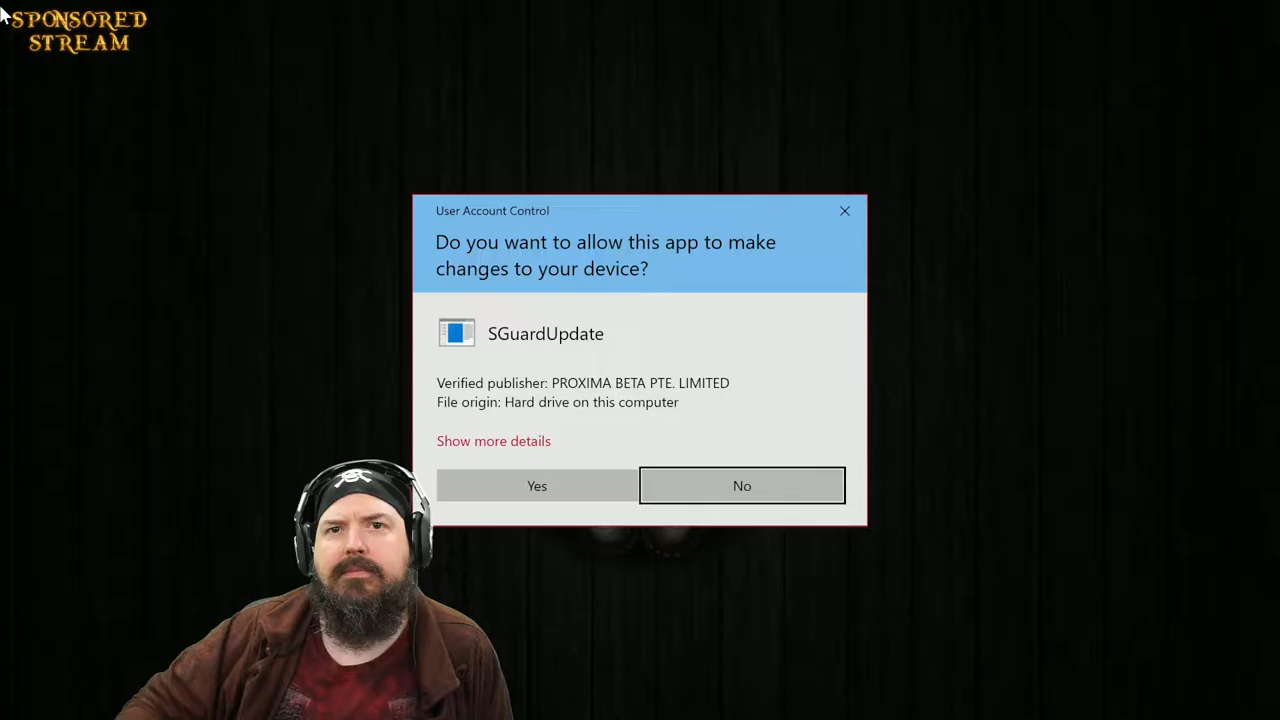 SPONSORED
STREAM
User Account Control
Do you want to allow this app to make
changes to your device?
SGuardUpdate
Verified publisher: PROXIMA BETA PTE. LIMITED
File origin: Hard drive on this computer
Show more details
Yes
No